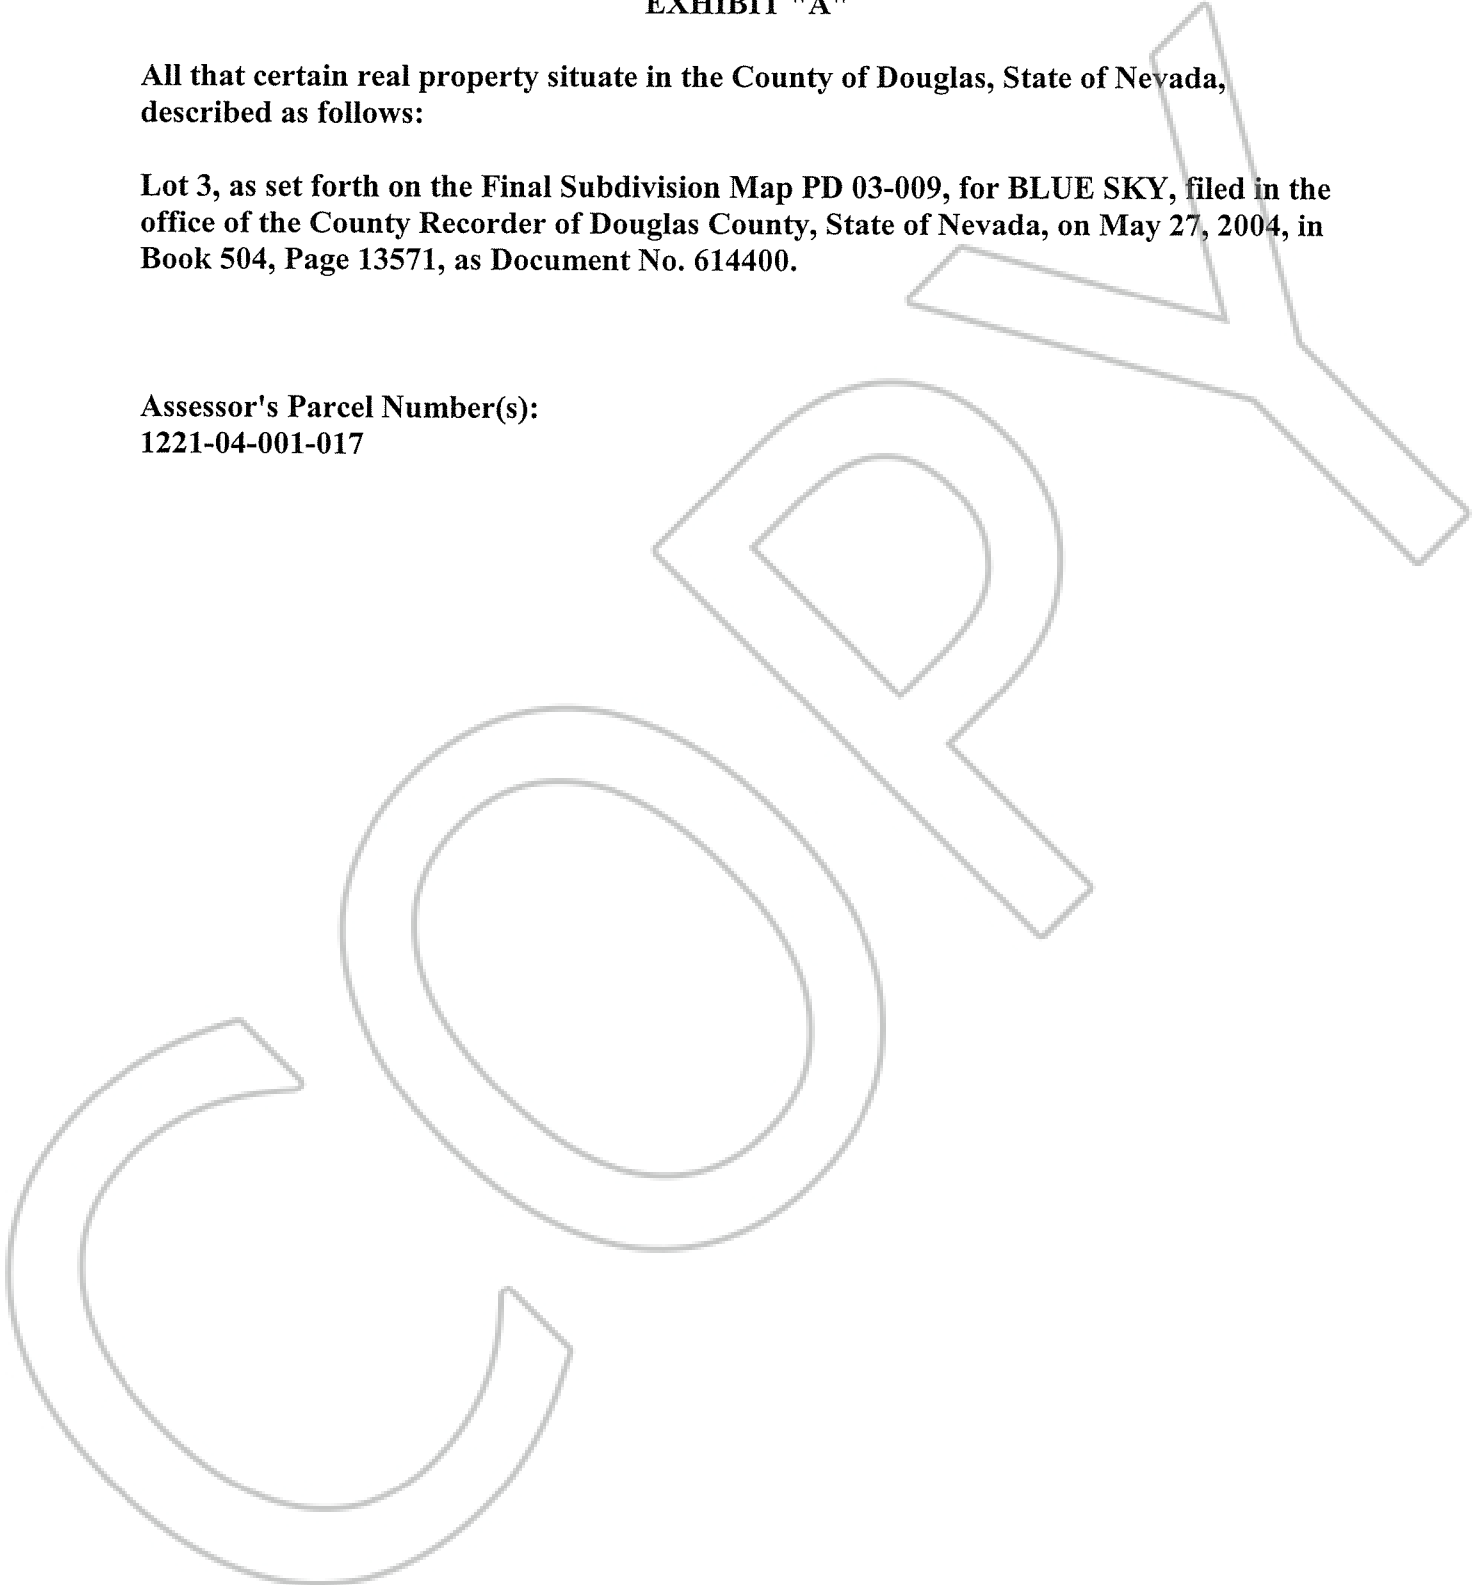 EXHIBIT "A"
All that certain real property situate in the County of Douglas, State of Nevada,
described as follows:
Lot 3, as set forth on the Final Subdivision Map PD 03-009, for BLUE SKY, filed in the
office of the County Recorder of Douglas County, State of Nevada, on May 27, 2004, in
Book 504, Page 13571, as Document No. 614400.
Assessor's Parcel Number(s):
1221-04-001-017
COPY